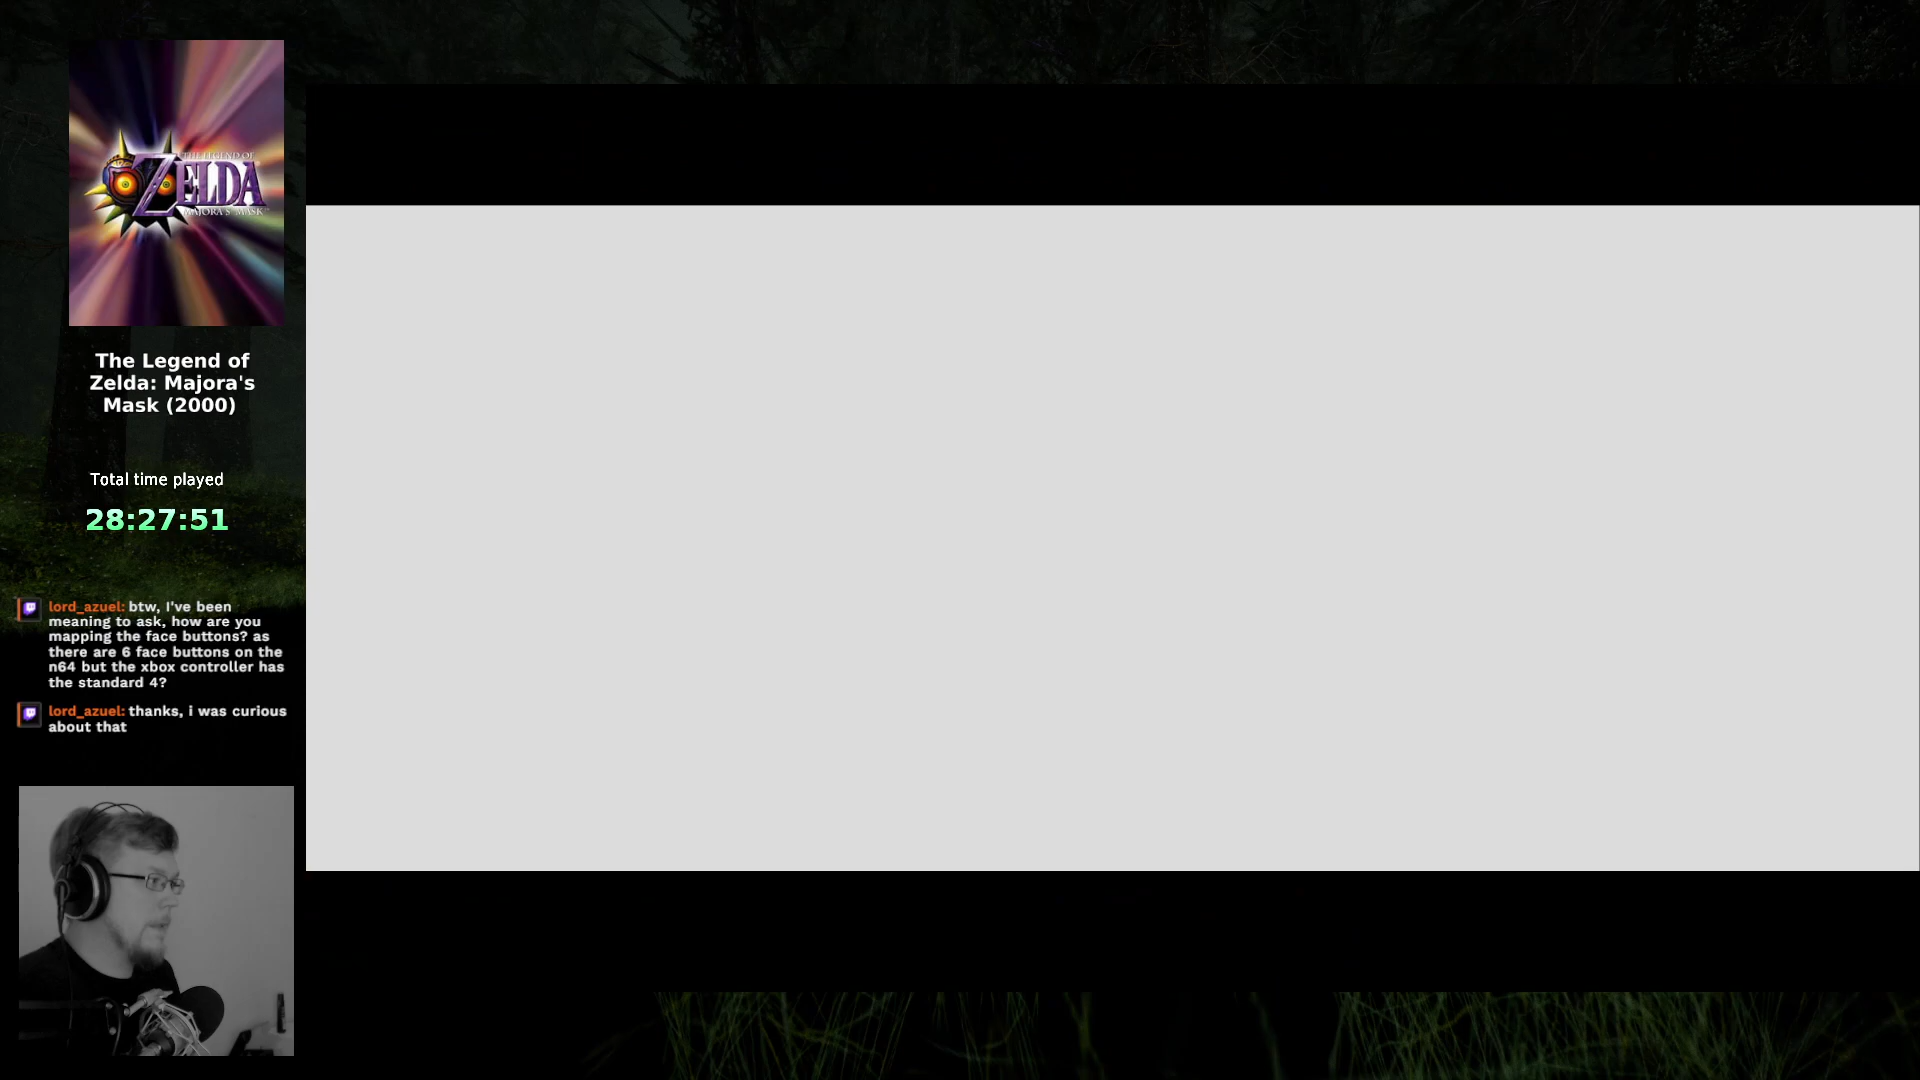 THE LEGEND OF
ZELDA
MAJORA'S MASK
The Legend of
Zelda: Majora's
Mask (2000)
Total time played
28:27:51
lord_azuel: btw, I've been
meaning to ask, how are you
mapping the face buttons? as
there are 6 face buttons on the
n64 but the xbox controller has
the standard 4?
lord_azuel: thanks, i was curious
about that